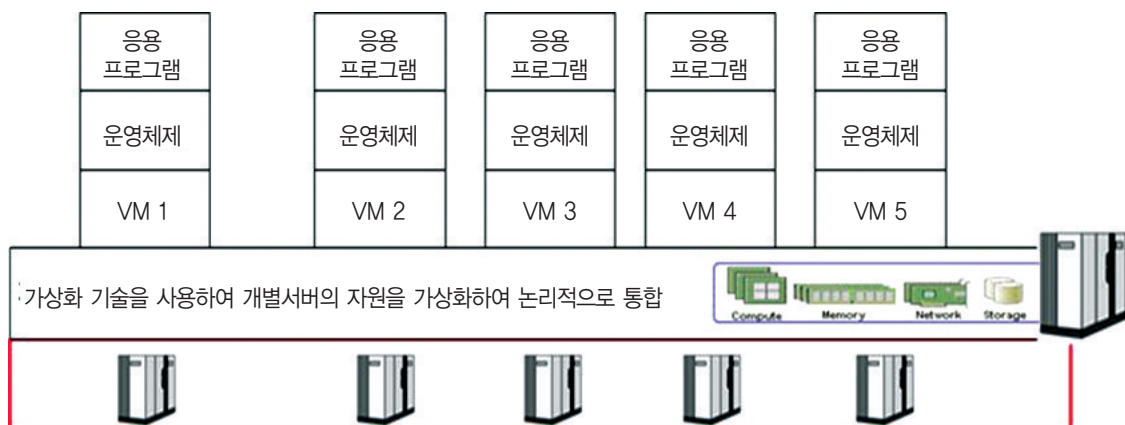 응용
프로그램
응용
프로그램
응용
프로그램
응용
프로그램
응용
프로그램
운영체제
운영체제
운영체제
운영체제
운영체제
VM 1
VM 2
VM 3
VM 4
VM 5
가상화 기술을 사용하여 개별서버의 자원을 가상화하여 논리적으로 통합
Compute
Memory
Network
Storage